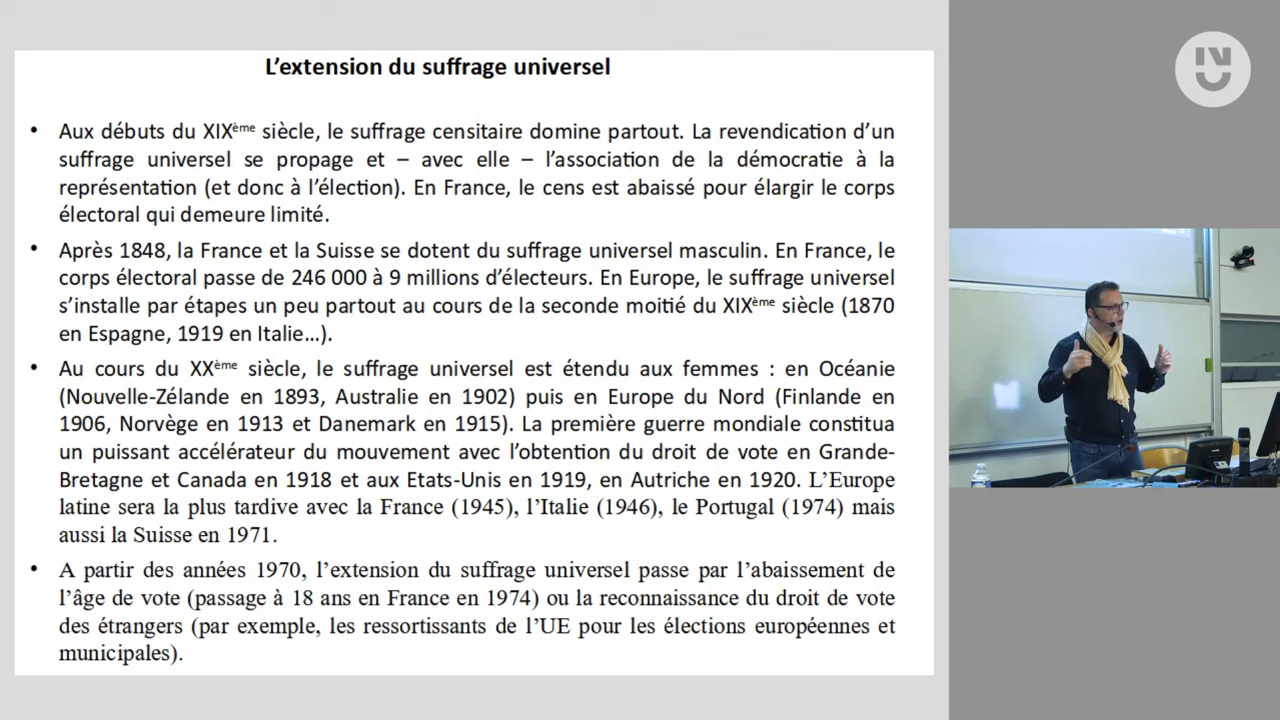 L'extension du suffrage universel
• Aux débuts du XIXème siècle, le suffrage censitaire domine partout. La revendication d'un
suffrage universel se propage et – avec elle – l'association de la démocratie à la
représentation (et donc à l'élection). En France, le cens est abaissé pour élargir le corps
électoral qui demeure limité.
• Après 1848, la France et la Suisse se dotent du suffrage universel masculin. En France, le
corps électoral passe de 246 000 à 9 millions d'électeurs. En Europe, le suffrage universel
s'installe par étapes un peu partout au cours de la seconde moitié du XIXème siècle (1870
en Espagne, 1919 en Italie…).
• Au cours du XXème siècle, le suffrage universel est étendu aux femmes : en Océanie
(Nouvelle-Zélande en 1893, Australie en 1902) puis en Europe du Nord (Finlande en
1906, Norvège en 1913 et Danemark en 1915). La première guerre mondiale constitua
un puissant accélérateur du mouvement avec l'obtention du droit de vote en Grande-
Bretagne et Canada en 1918 et aux Etats-Unis en 1919, en Autriche en 1920. L'Europe
latine sera la plus tardive avec la France (1945), l'Italie (1946), le Portugal (1974) mais
aussi la Suisse en 1971.
• A partir des années 1970, l'extension du suffrage universel passe par l'abaissement de
l'âge de vote (passage à 18 ans en France en 1974) ou la reconnaissance du droit de vote
des étrangers (par exemple, les ressortissants de l'UE pour les élections européennes et
municipales).
IN
U